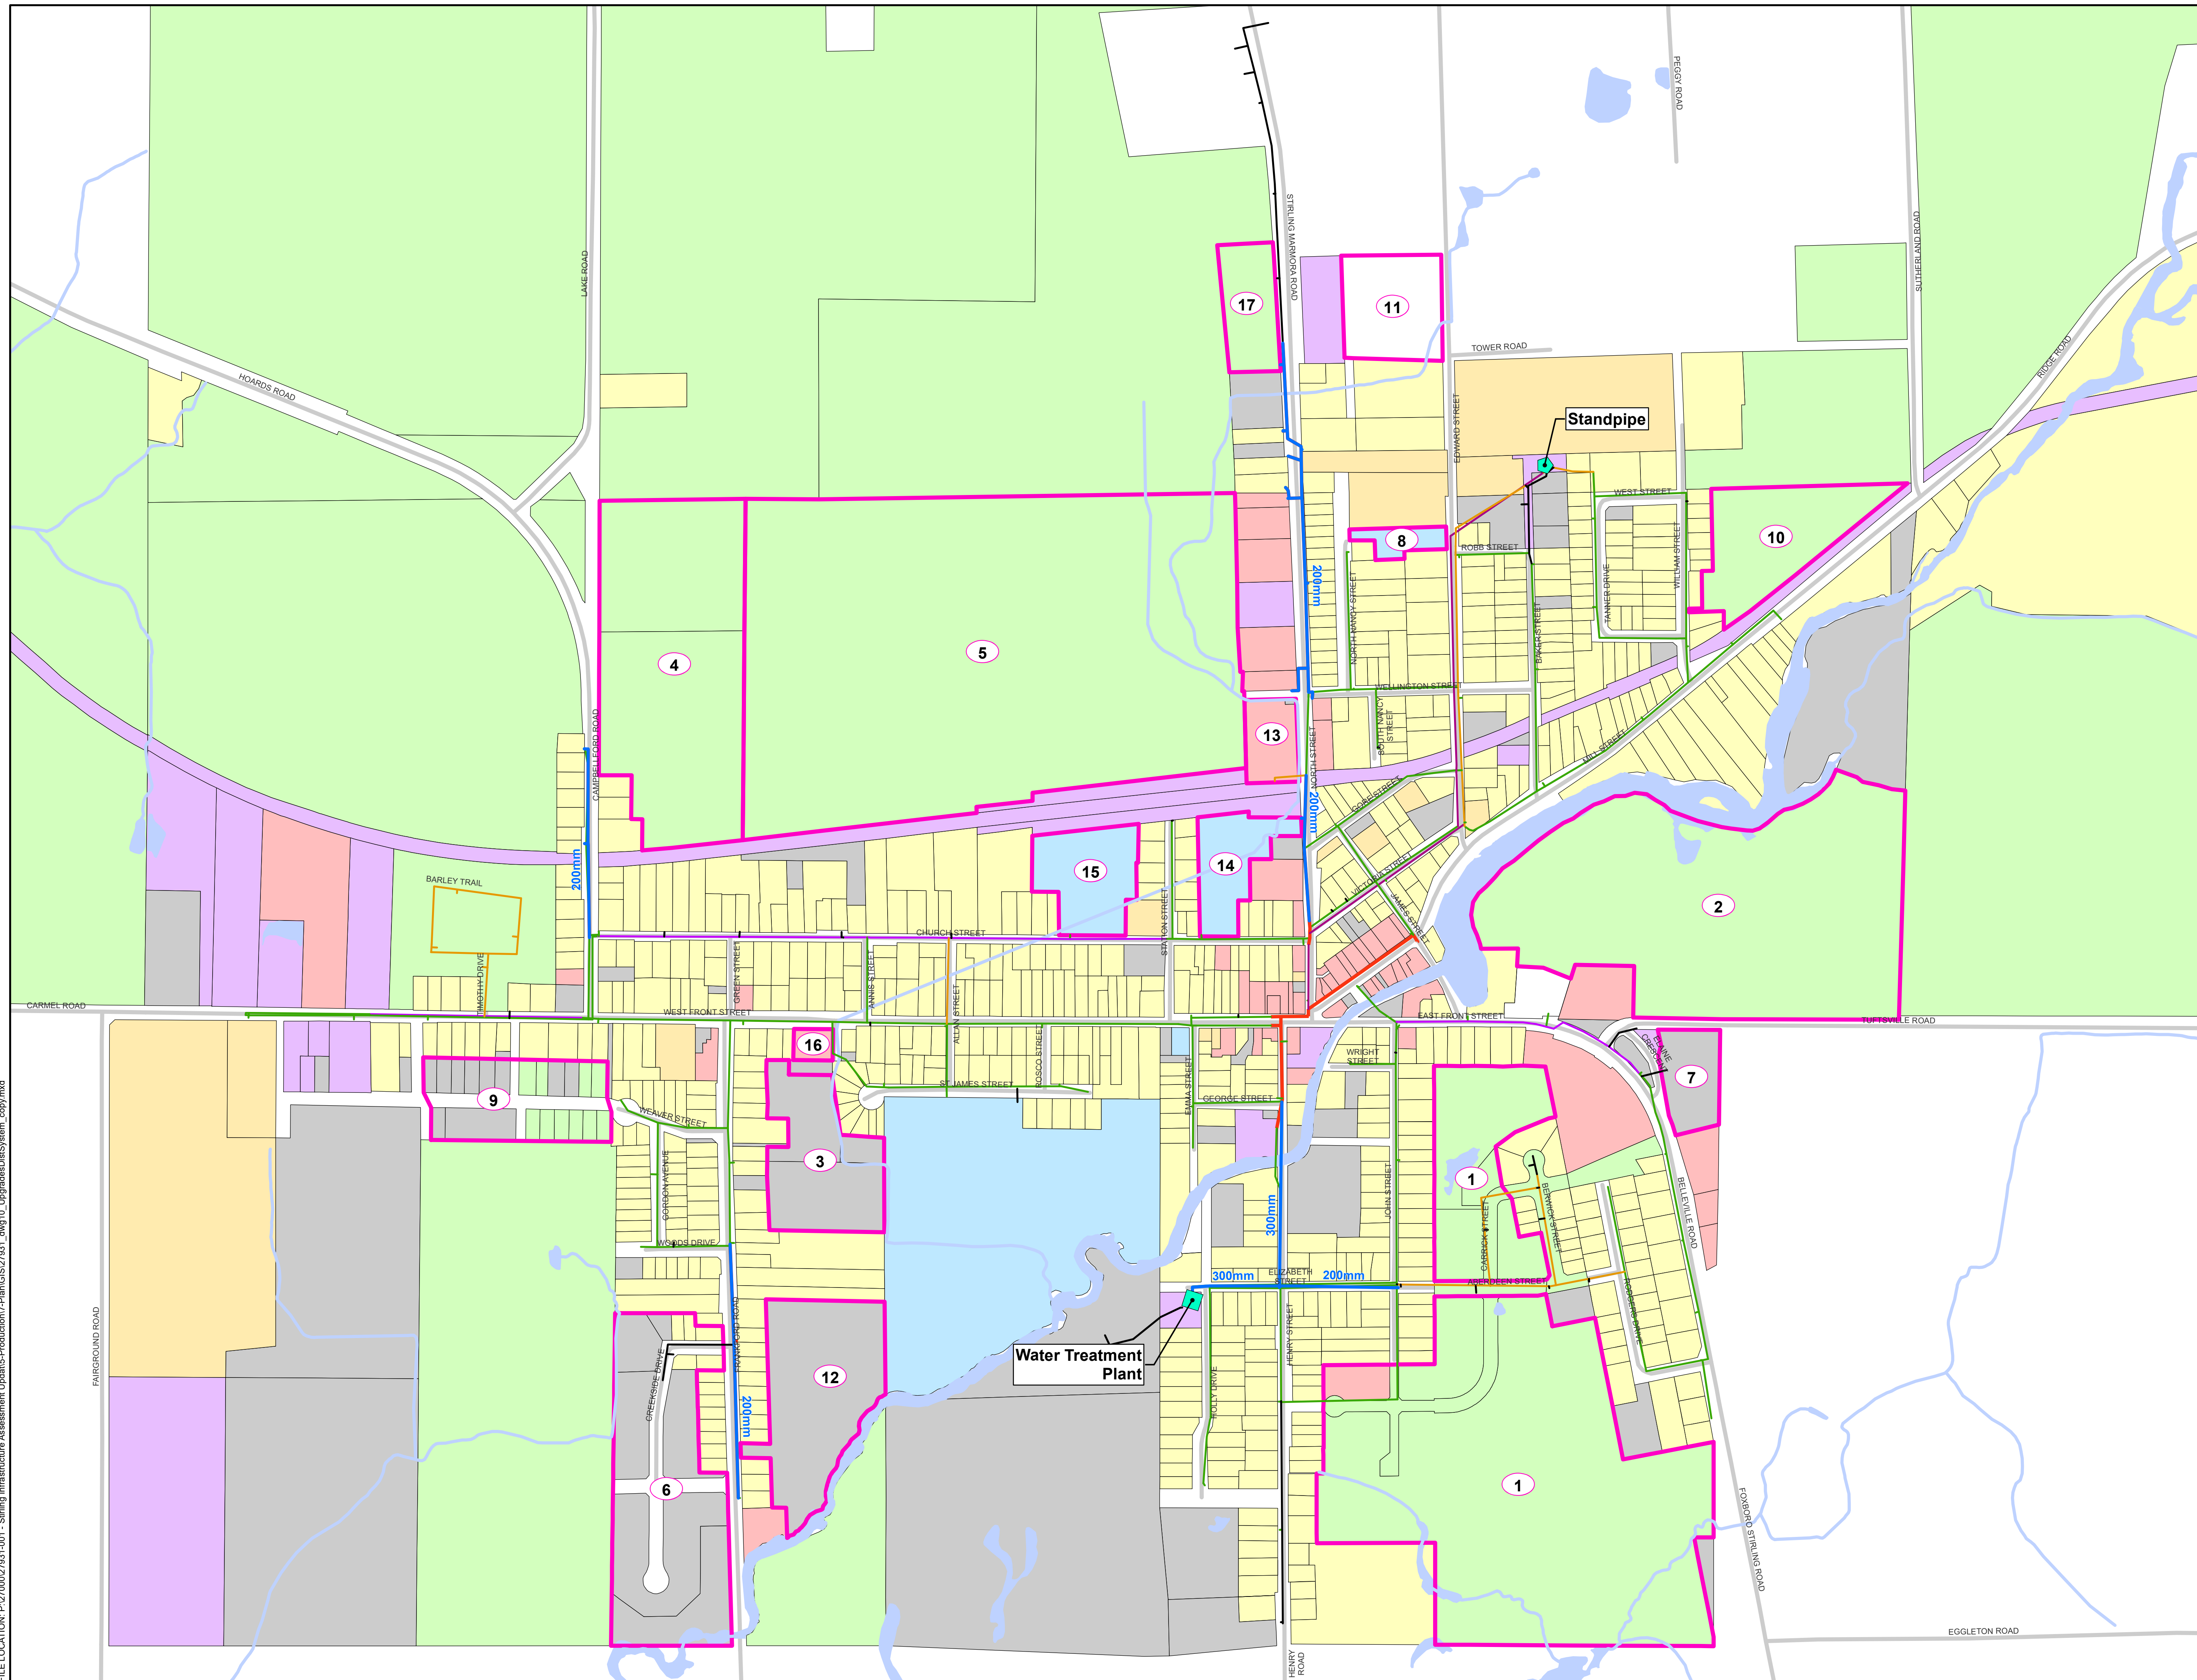 PEGGY ROAD
STIRLING MARMORA ROAD
SUTHERLAND ROAD
LAKE ROAD
17
11
TOWER ROAD
RIDGE ROAD
HOARDS ROAD
EDWARD STREET
Standpipe
WEST STREET
8
ROBB STREET
10
200mm
NORTH NANCY STREET
BAKER STREET
TANNER DRIVE
WILLIAM STREET
4
5
WELLINGTON STREET
SOUTH NANCY
STREET
13
NORTH STREET
MILL STREET
CAMPBELLFORD ROAD
200mm
GORE STREET
200mm
15
14
VICTORIA STREET
JAMES STREET
BARLEY TRAIL
2
STATION STREET
CHURCH STREET
TIMOTHY DRIVE
GREEN STREET
ANNIS STREET
ALLAN STREET
CARMEL ROAD
WEST FRONT STREET
EAST FRONT STREET
TUFTSVILLE ROAD
16
ROSCO STREET
WRIGHT
STREET
ELAINE
CRESCENT
7
ST JAMES STREET
EMMA STREET
GEORGE STREET
9
WEAVER STREET
3
GORDON AVENUE
1
JOHN STREET
BERWICK STREET
CARRICK STREET
BELLEVILLE ROAD
300mm
WOODS DRIVE
300mm
ELIZABETH
STREET
200mm
ABERDEEN STREET
RODGERS DRIVE
FAIRGROUND ROAD
FRANKFORD ROAD
HENRY STREET
Water Treatment
Plant
CREEKSIDE DRIVE
12
HOLLY DRIVE
200mm
6
1
FOXBORO STIRLING ROAD
EGGLETON ROAD
HENRY
ROAD